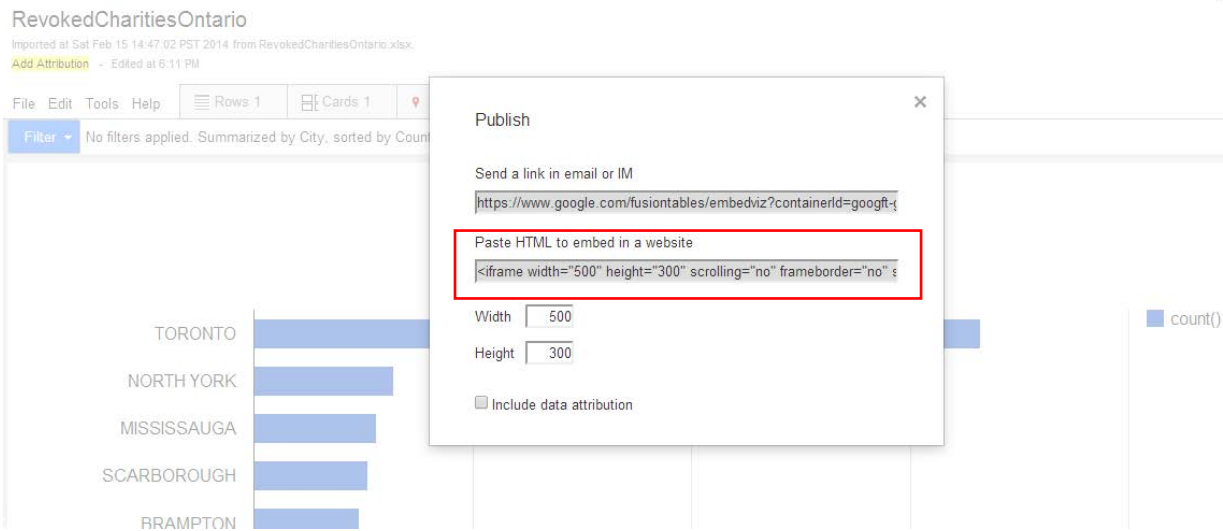 RevokedCharitiesOntario
Imported at Sat Feb 15 14:47:02 PST 2014 from RevokedCharitiesOntario.xlsx.
Add Attribution - Edited at 6:11 PM
File Edit Tools Help Rows 1 Cards 1
Filter No filters applied. Summarized by City, sorted by Count
Publish
Send a link in email or IM
https://www.google.com/fusiontables/embedviz?containerId=googft-g
Paste HTML to embed in a website
<iframe width="500" height="300" scrolling="no" frameborder="no" s
Width 500
Height 300
Include data attribution
TORONTO
NORTH YORK
MISSISSAUGA
SCARBOROUGH
BRAMPTON
count()